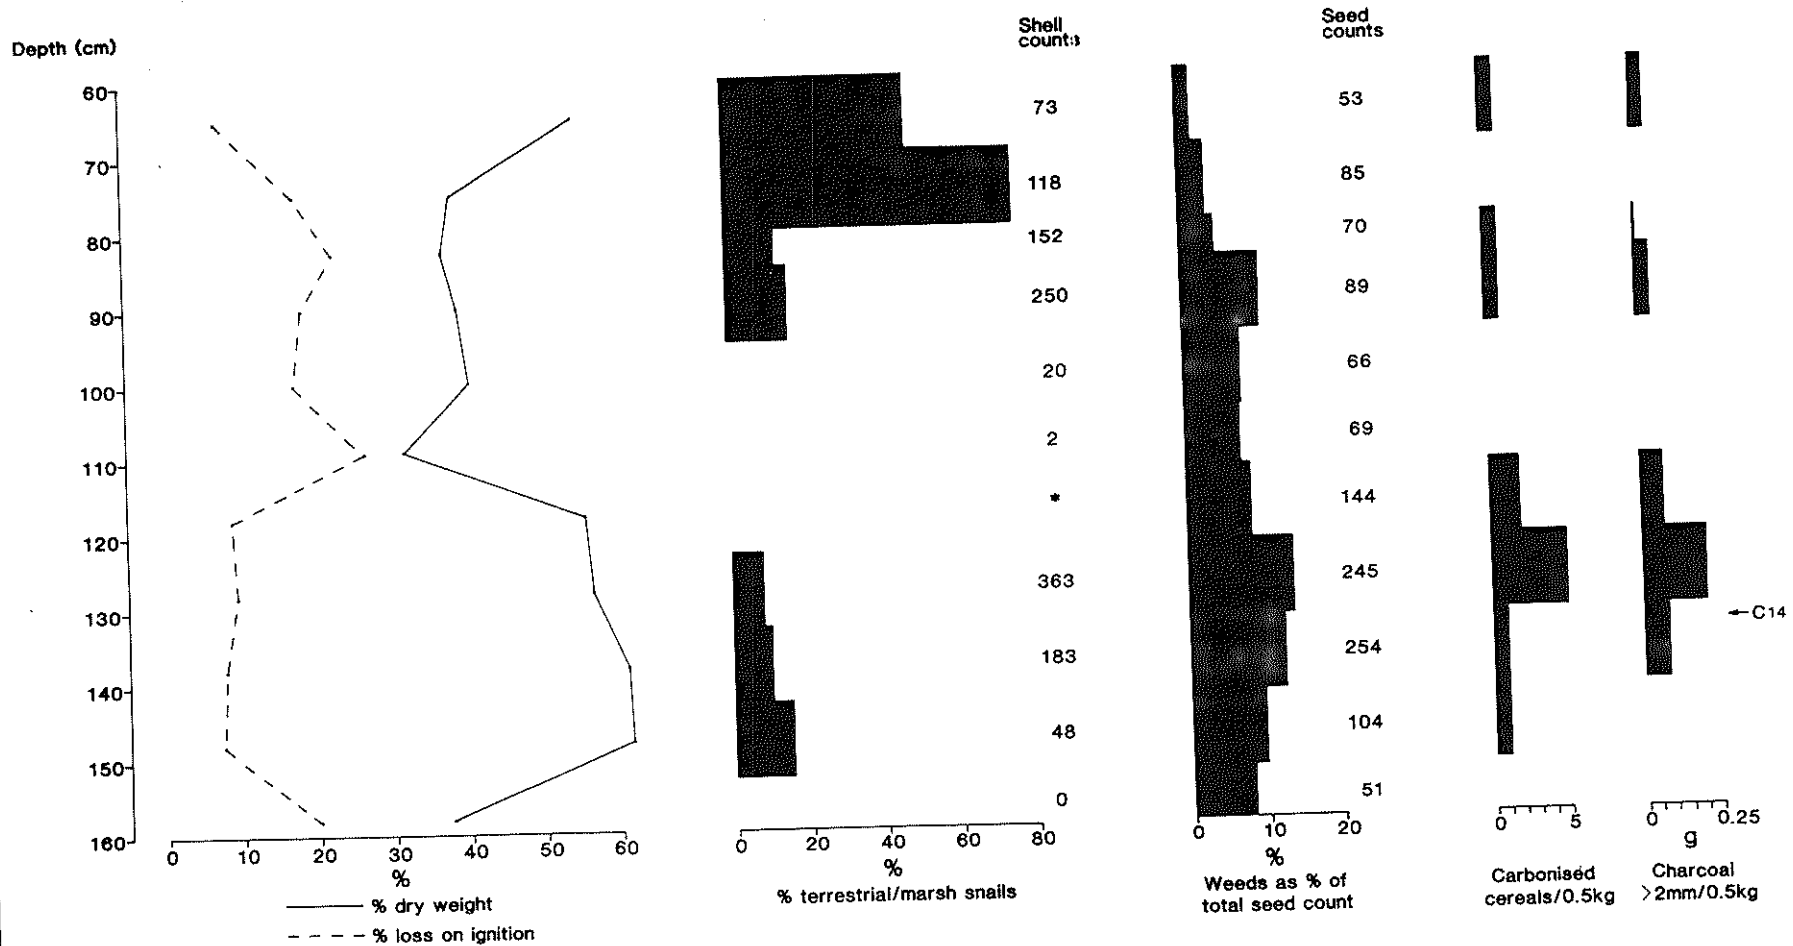 Depth (cm)
60
70
80
90
100
110
120
130
140
150
160
0 10 20 30 40 50 60
%
% dry weight
% loss on ignition
Shell
counts
73
118
152
250
20
2
*
363
183
48
0
0 20 40 60 80
%
% terrestrial/marsh snails
Seed
counts
53
85
70
89
66
69
144
245
254
104
51
0 10 20
%
Weeds as % of
total seed count
0 5
Carbonised
cereals/0.5kg
C14
0 0.25
g
Charcoal
>2mm/0.5kg